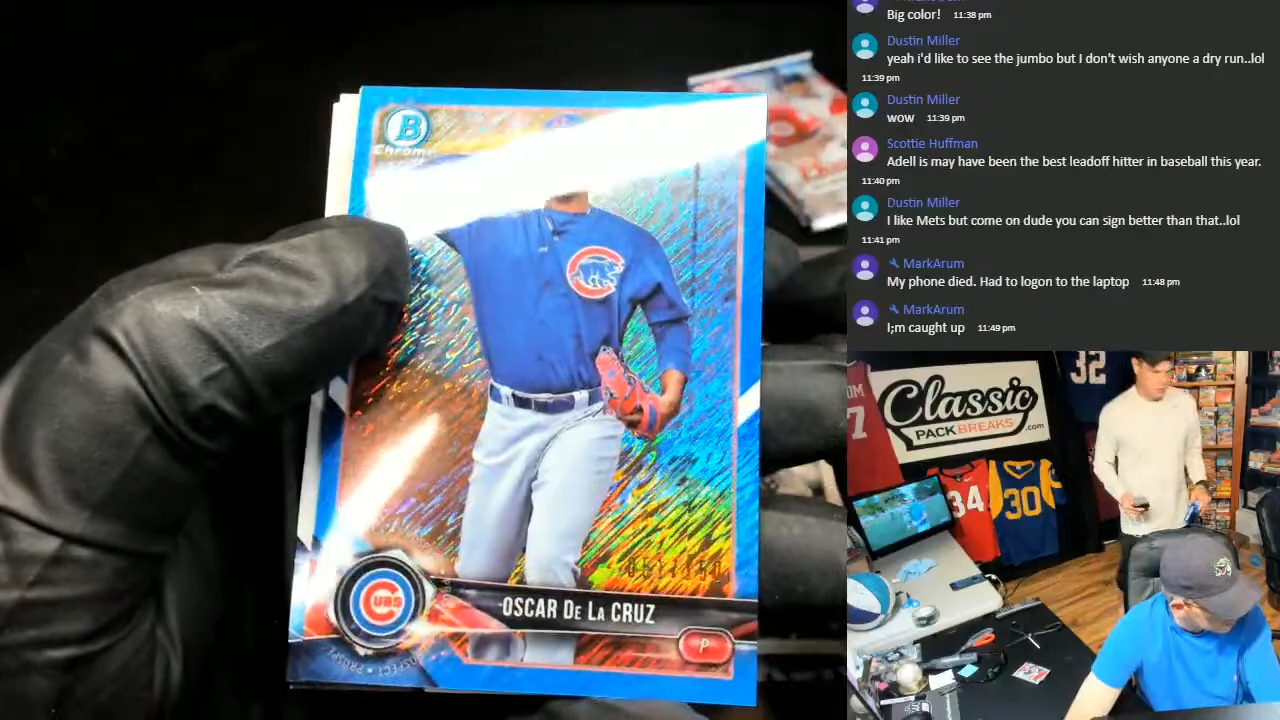 B
Chrome
CUBS
OSCAR DE LA CRUZ
P
Big color! 11:38 pm
Dustin Miller
yeah i'd like to see the jumbo but I don't wish anyone a dry run..lol
11:39 pm
Dustin Miller
wow 11:39 pm
Scottie Huffman
Adell is may have been the best leadoff hitter in baseball this year.
11:40 pm
Dustin Miller
I like Mets but come on dude you can sign better than that..lol
11:41 pm
MarkArum
My phone died. Had to logon to the laptop 11:48 pm
MarkArum
I;m caught up 11:49 pm
32
7
Classic
PACK BREAKS.com
34
30